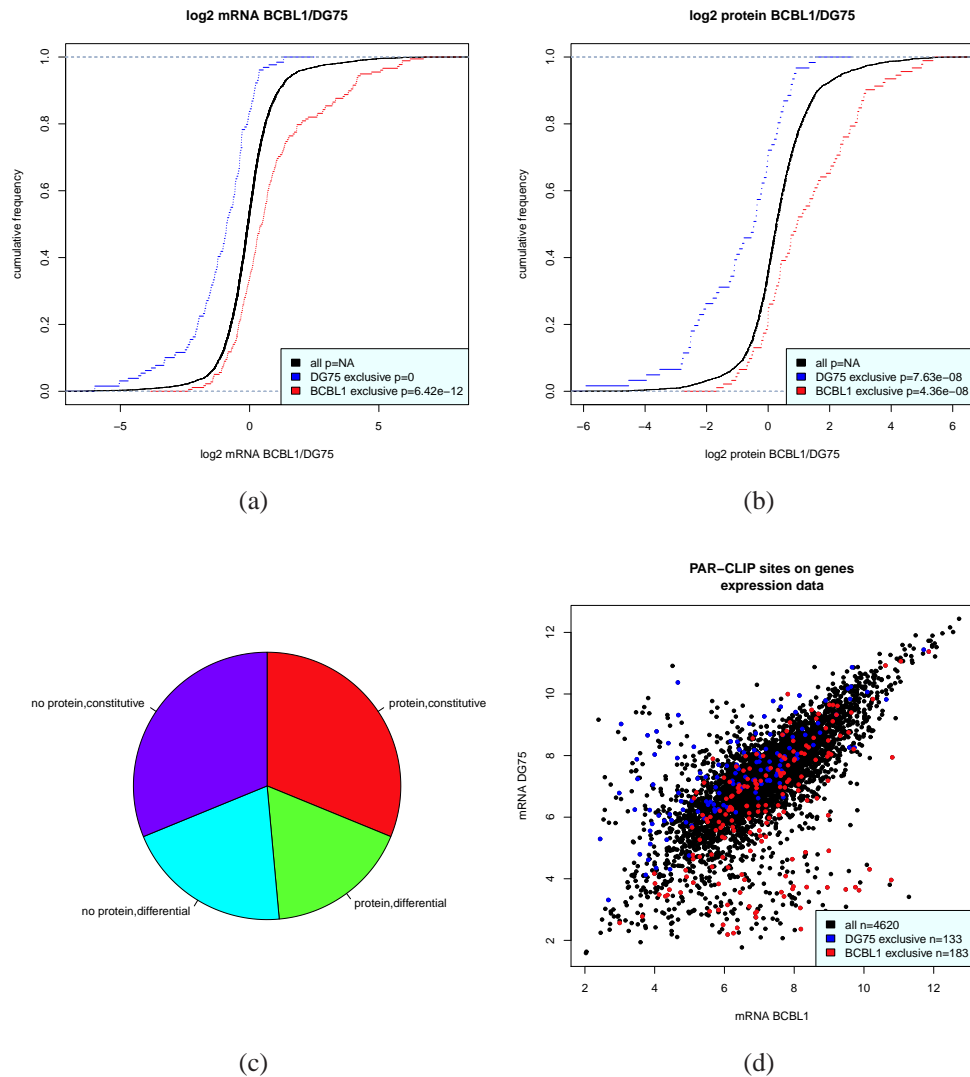 log2 mRNA BCBL1/DG75
cumulative frequency
0.0 0.2 0.4 0.6 0.8 1.0
all p=NA
DG75 exclusive p=0
BCBL1 exclusive p=6.42e−12
−5 0 5
log2 mRNA BCBL1/DG75
(a)
log2 protein BCBL1/DG75
cumulative frequency
0.0 0.2 0.4 0.6 0.8 1.0
all p=NA
DG75 exclusive p=7.63e−08
BCBL1 exclusive p=4.36e−08
−6 −4 −2 0 2 4 6
log2 protein BCBL1/DG75
(b)
no protein,constitutive
protein,constitutive
no protein,differential
protein,differential
(c)
PAR−CLIP sites on genes
expression data
mRNA DG75
2 4 6 8 10 12
all n=4620
DG75 exclusive n=133
BCBL1 exclusive n=183
2 4 6 8 10 12
mRNA BCBL1
(d)